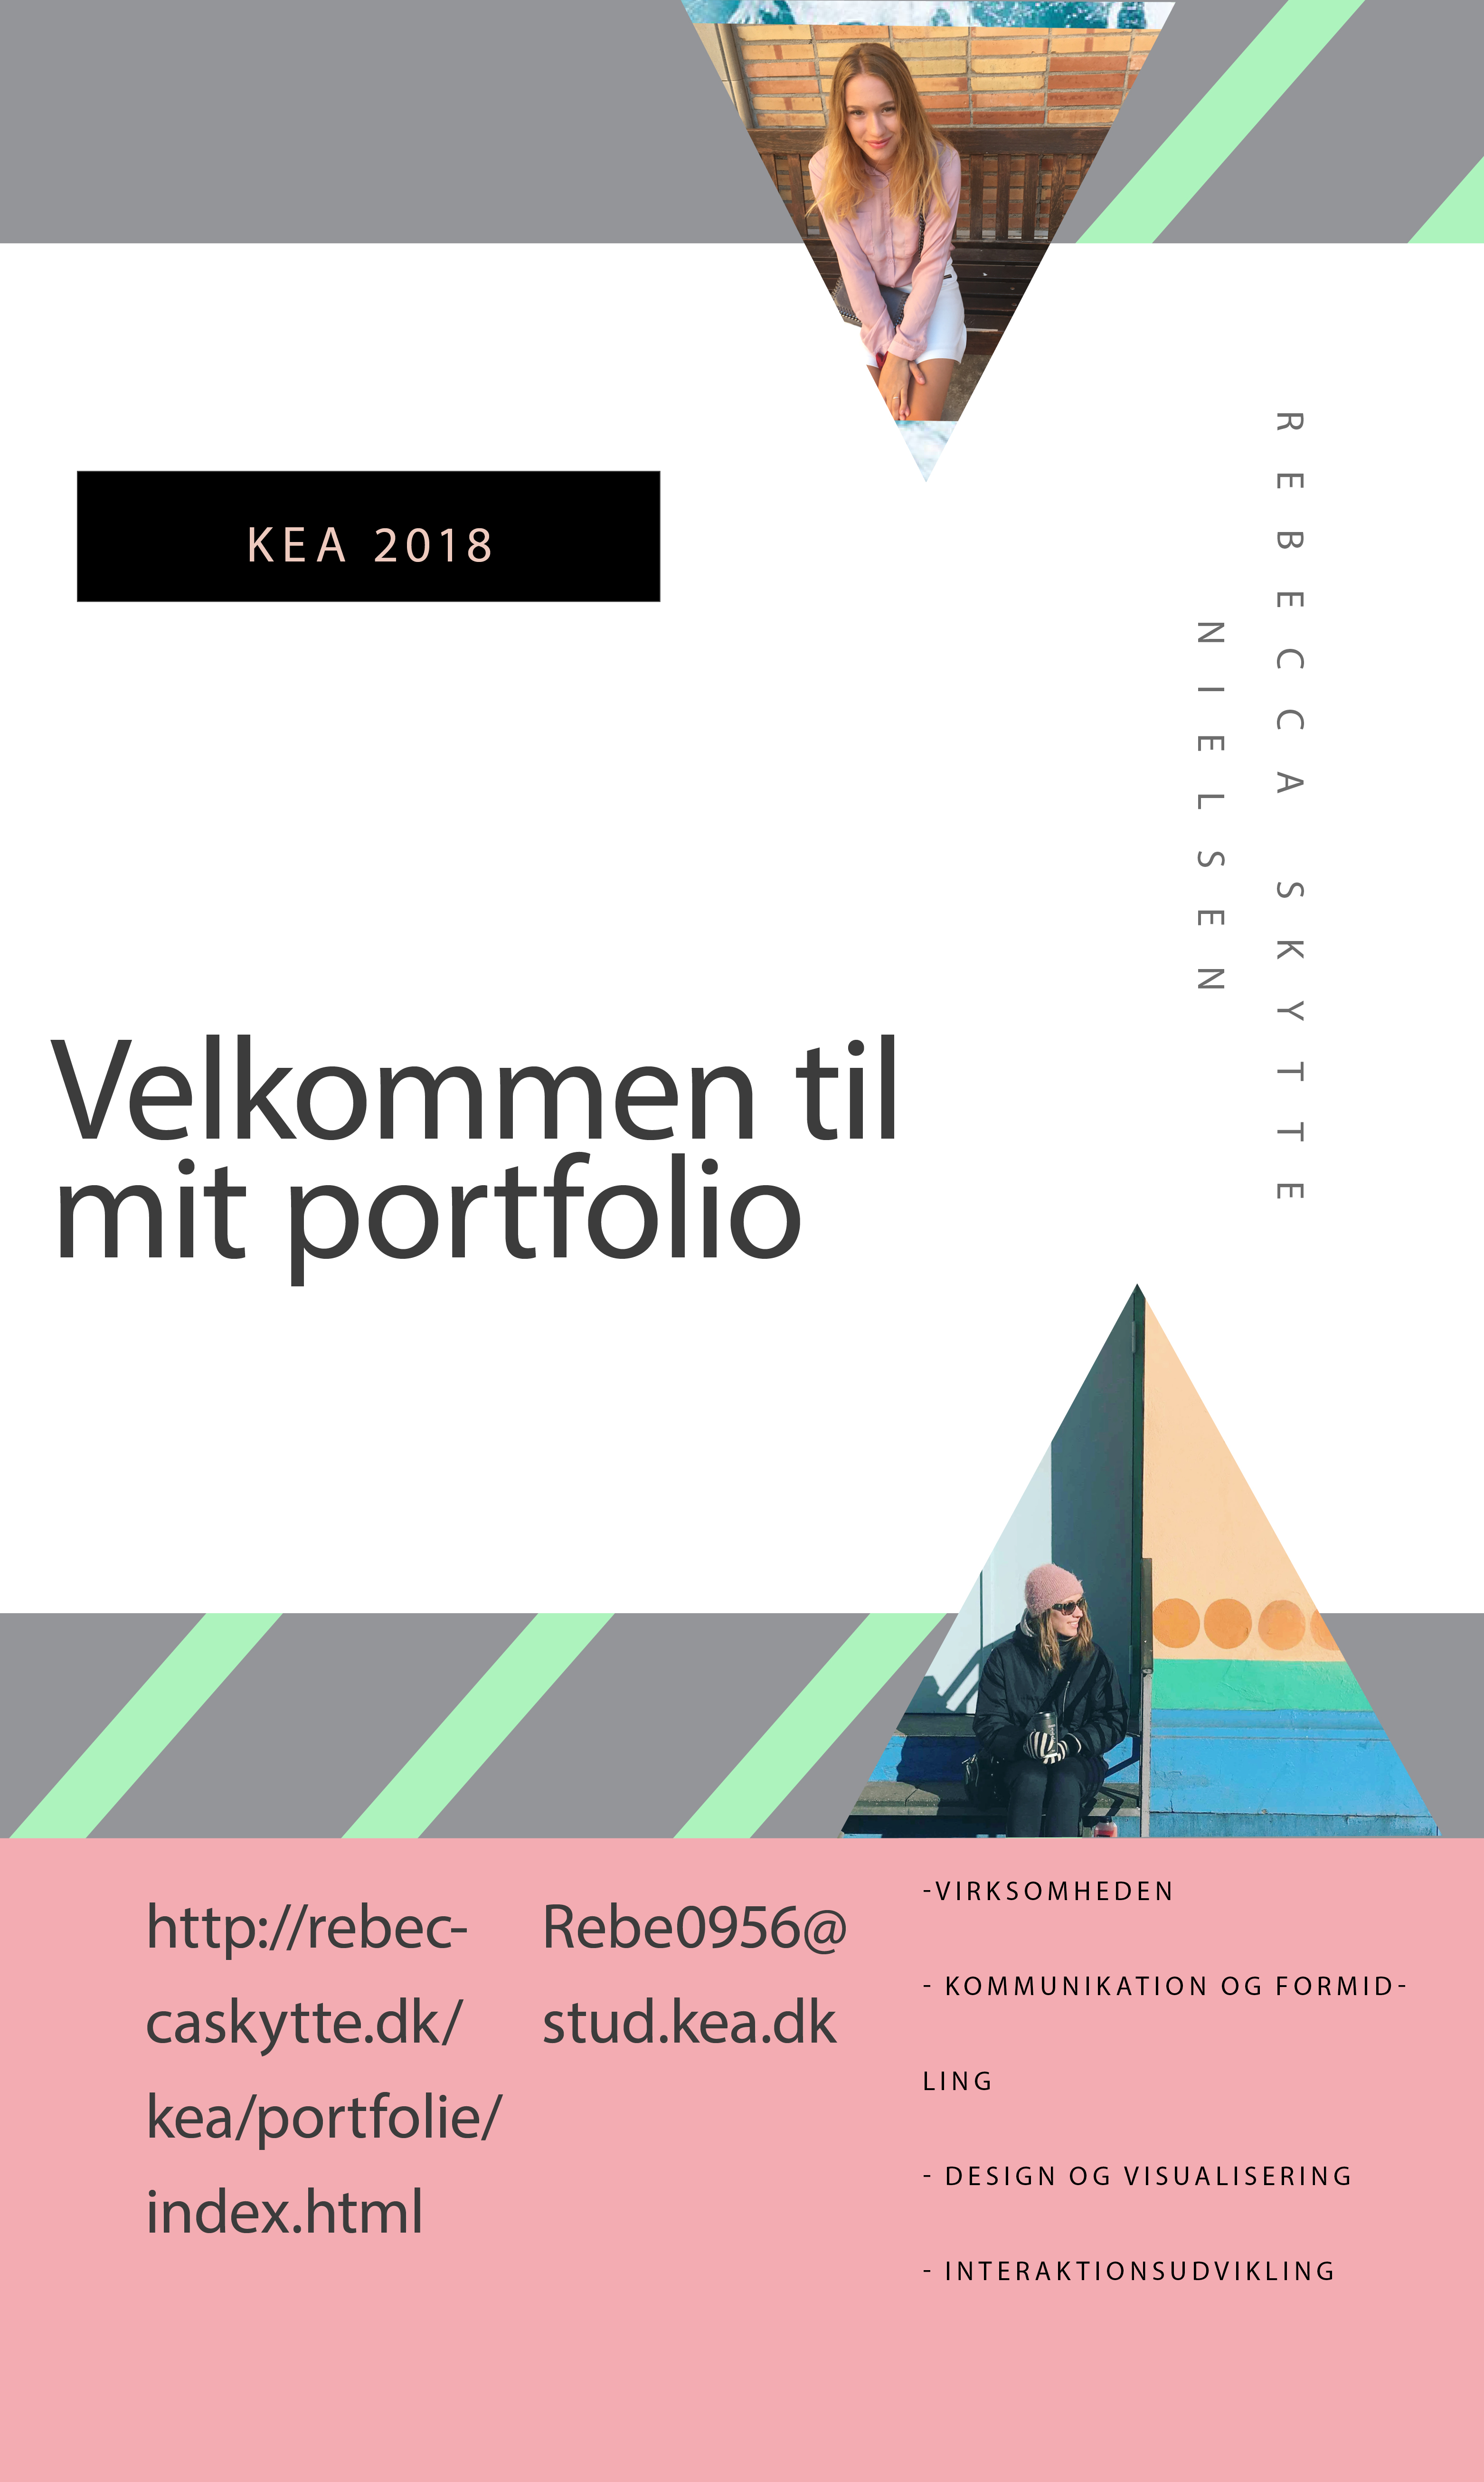 KEA 2018
REBECCA SKYTTE
NIELSEN
Velkommen til
mit portfolio
http://rebec-
caskytte.dk/
kea/portfolie/
index.html
Rebe0956@
stud.kea.dk
-VIRKSOMHEDEN
- KOMMUNIKATION OG FORMID-
LING
- DESIGN OG VISUALISERING
- INTERAKTIONSUDVIKLING